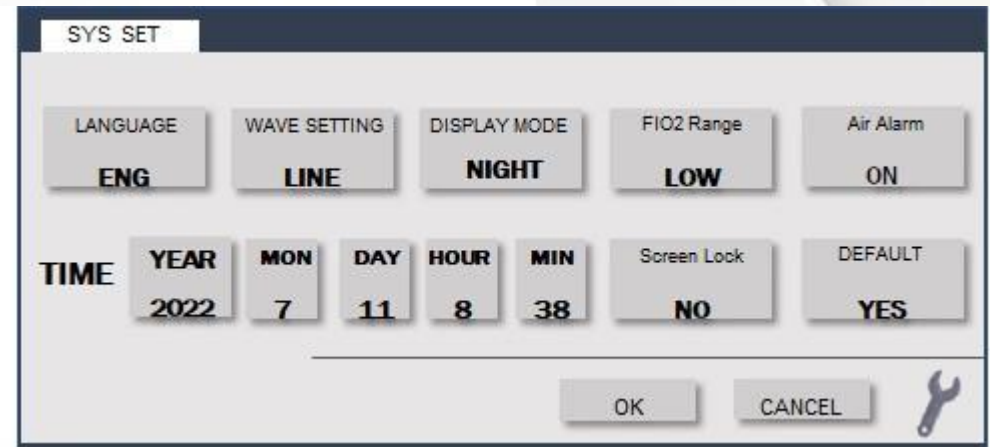 SYS SET
LANGUAGE WAVE SETTING DISPLAY MODE FIO2 Range Air Alarm
ENG LINE NIGHT LOW ON
TIME YEAR MON DAY HOUR MIN Screen Lock DEFAULT
2022 7 11 8 38 NO YES
OK CANCEL